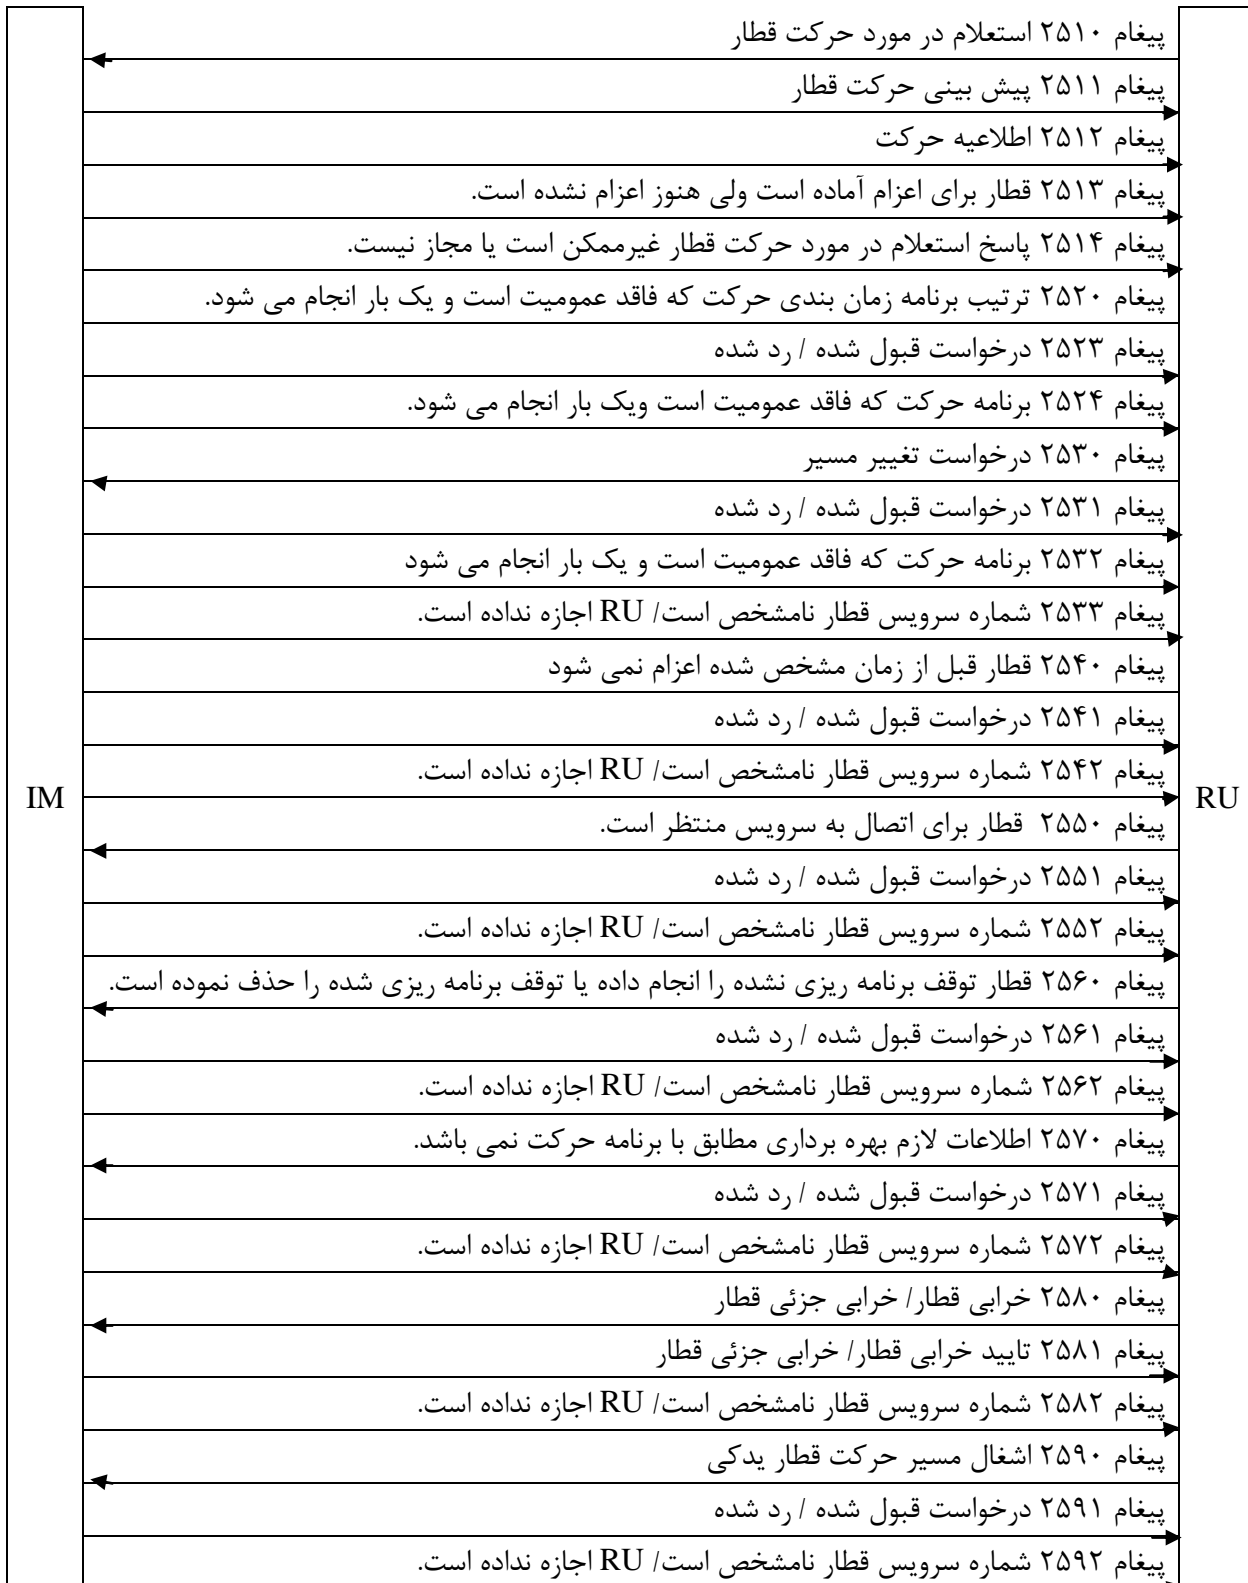 پیغام ۲۵۱۰ استعلام در مورد حرکت قطار
پیغام ۲۵۱۱ پیش بینی حرکت قطار
پیغام ۲۵۱۲ اطلاعیه حرکت
پیغام ۲۵۱۳ قطار برای اعزام آماده است ولی هنوز اعزام نشده است.
پیغام ۲۵۱۴ پاسخ استعلام در مورد حرکت قطار غیرممکن است یا مجاز نیست.
پیغام ۲۵۲۰ ترتیب برنامه زمان بندی حرکت که فاقد عمومیت است و یک بار انجام می شود.
پیغام ۲۵۲۳ درخواست قبول شده / رد شده
پیغام ۲۵۲۴ برنامه حرکت که فاقد عمومیت است ویک بار انجام می شود.
پیغام ۲۵۳۰ درخواست تغییر مسیر
پیغام ۲۵۳۱ درخواست قبول شده / رد شده
پیغام ۲۵۳۲ برنامه حرکت که فاقد عمومیت است و یک بار انجام می شود
پیغام ۲۵۳۳ شماره سرویس قطار نامشخص است/ RU اجازه نداده است.
پیغام ۲۵۴۰ قطار قبل از زمان مشخص شده اعزام نمی شود
پیغام ۲۵۴۱ درخواست قبول شده / رد شده
پیغام ۲۵۴۲ شماره سرویس قطار نامشخص است/ RU اجازه نداده است.
RU
IM
پیغام ۲۵۵۰ قطار برای اتصال به سرویس منتظر است.
پیغام ۲۵۵۱ درخواست قبول شده / رد شده
پیغام ۲۵۵۲ شماره سرویس قطار نامشخص است/ RU اجازه نداده است.
پیغام ۲۵۶۰ قطار توقف برنامه ریزی نشده را انجام داده یا توقف برنامه ریزی شده را حذف نموده است.
پیغام ۲۵۶۱ درخواست قبول شده / رد شده
پیغام ۲۵۶۲ شماره سرویس قطار نامشخص است/ RU اجازه نداده است.
پیغام ۲۵۷۰ اطلاعات لازم بهره برداری مطابق با برنامه حرکت نمی باشد.
پیغام ۲۵۷۱ درخواست قبول شده / رد شده
پیغام ۲۵۷۲ شماره سرویس قطار نامشخص است/ RU اجازه نداده است.
پیغام ۲۵۸۰ خرابی قطار/ خرابی جزئی قطار
پیغام ۲۵۸۱ تایید خرابی قطار/ خرابی جزئی قطار
پیغام ۲۵۸۲ شماره سرویس قطار نامشخص است/ RU اجازه نداده است.
پیغام ۲۵۹۰ اشغال مسیر حرکت قطار یدکی
پیغام ۲۵۹۱ درخواست قبول شده / رد شده
پیغام ۲۵۹۲ شماره سرویس قطار نامشخص است/ RU اجازه نداده است.